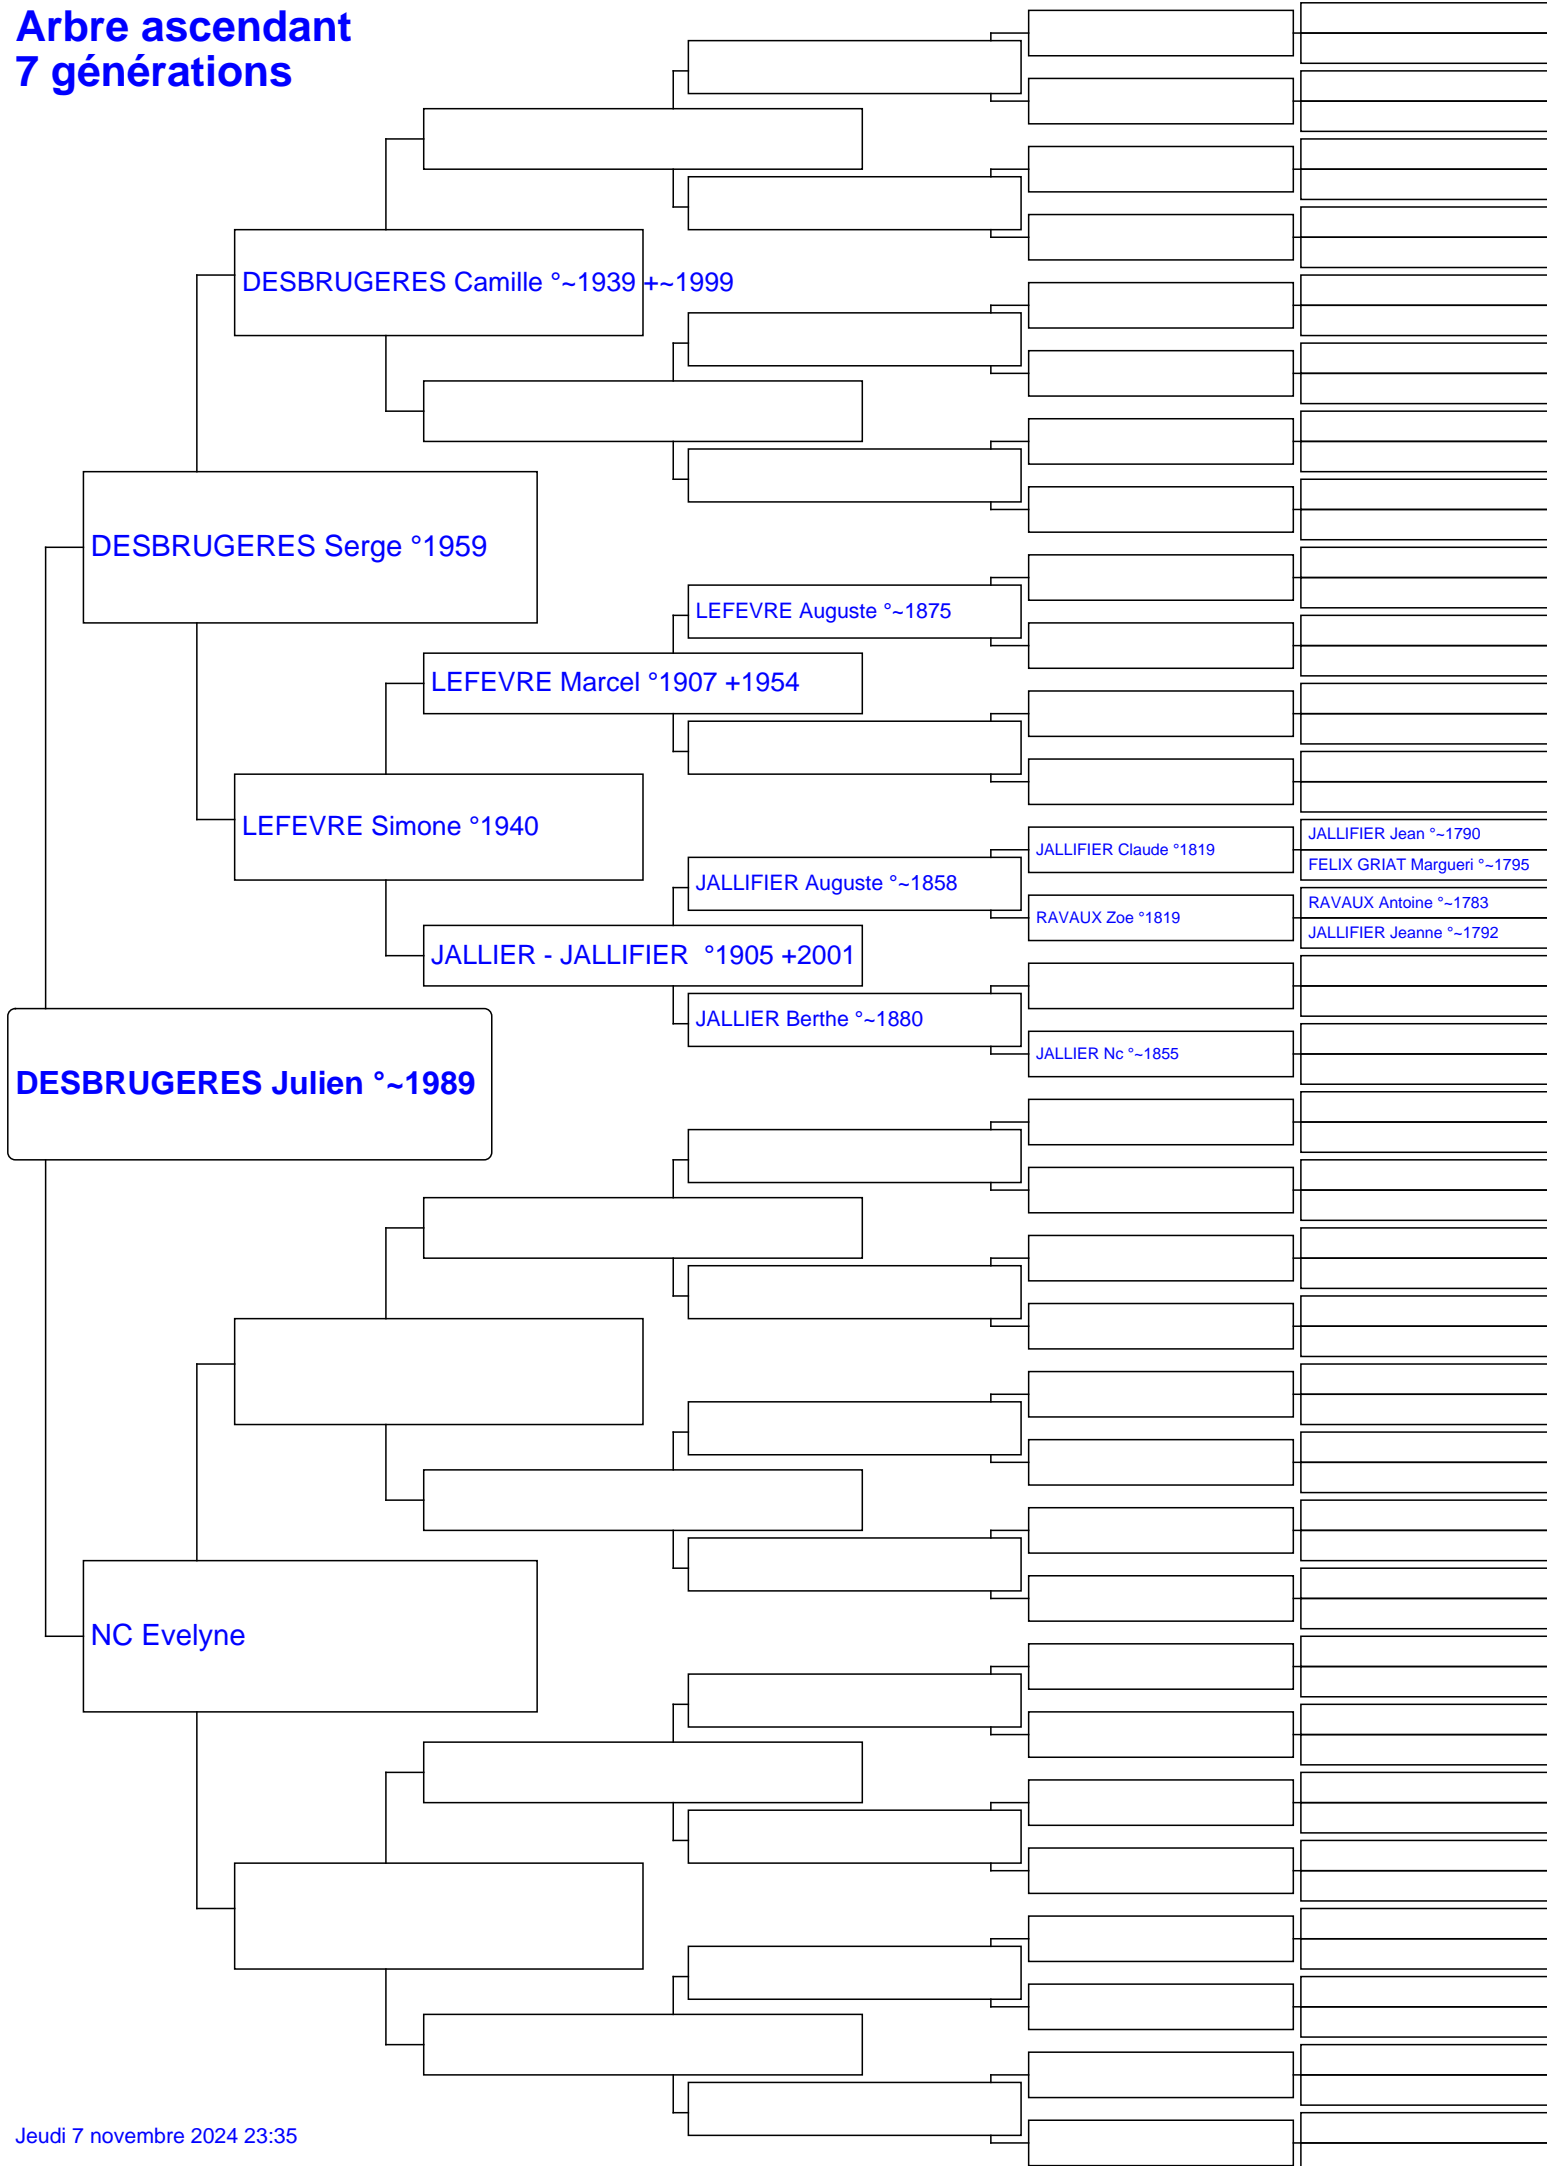 Arbre ascendant
7 générations
DESBRUGERES Camille °~1939 +~1999
DESBRUGERES Serge °1959
LEFEVRE Auguste °~1875
LEFEVRE Marcel °1907 +1954
LEFEVRE Simone °1940
JALLIFIER Jean °~1790
JALLIFIER Claude °1819
FELIX GRIAT Margueri °~1795
JALLIFIER Auguste °~1858
RAVAUX Antoine °~1783
RAVAUX Zoe °1819
JALLIFIER Jeanne °~1792
JALLIER - JALLIFIER  °1905 +2001
JALLIER Berthe °~1880
JALLIER Nc °~1855
DESBRUGERES Julien °~1989
NC Evelyne
Jeudi 7 novembre 2024 23:35